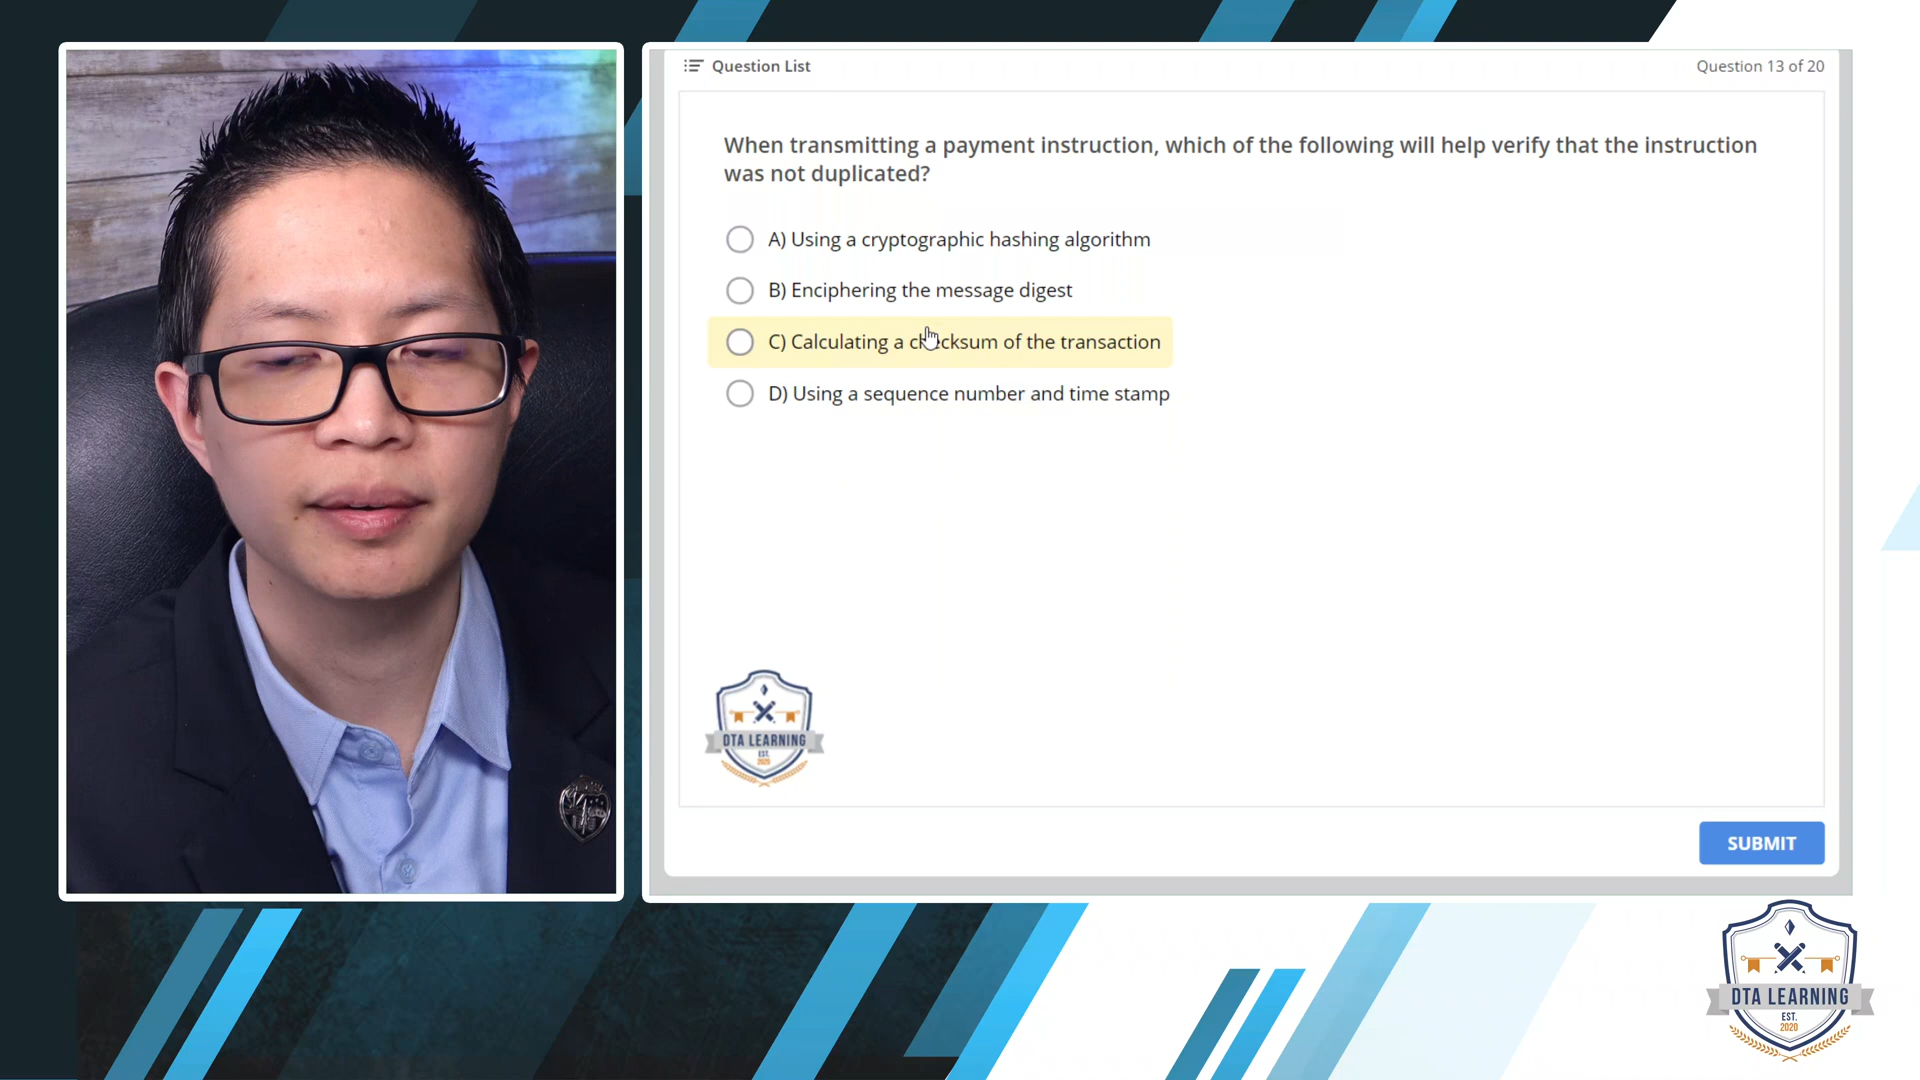 Question List
Question 13 of 20
When transmitting a payment instruction, which of the following will help verify that the instruction
was not duplicated?
A) Using a cryptographic hashing algorithm
B) Enciphering the message digest
C) Calculating a checksum of the transaction
D) Using a sequence number and time stamp
DTA LEARNING
EST.
2020
SUBMIT
DTA LEARNING
EST.
2020